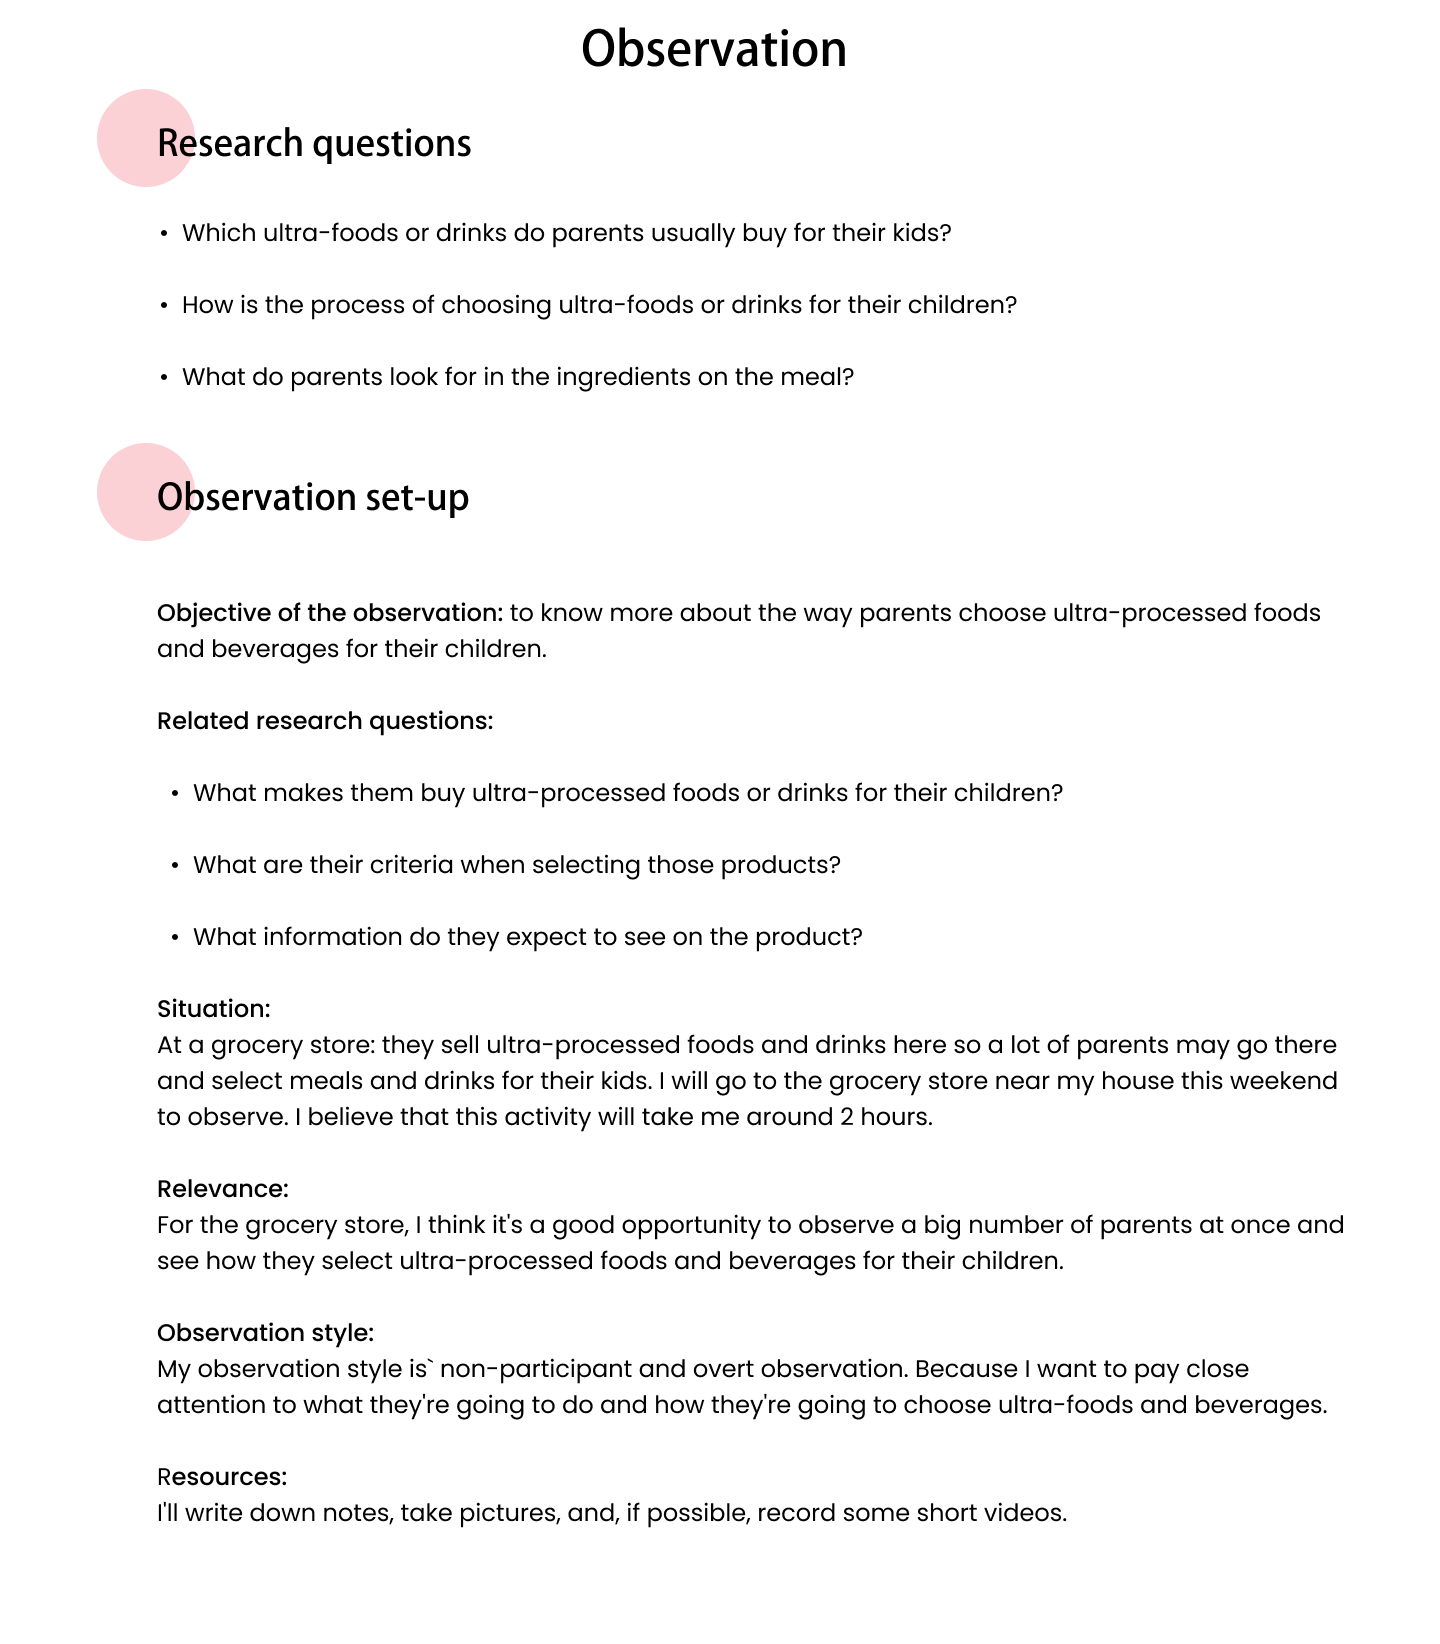 Observation
Research questions
• Which ultra-foods or drinks do parents usually buy for their kids?
• How is the process of choosing ultra-foods or drinks for their children?
• What do parents look for in the ingredients on the meal?
Observation set-up
Objective of the observation: to know more about the way parents choose ultra-processed foods
and beverages for their children.
Related research questions:
• What makes them buy ultra-processed foods or drinks for their children?
• What are their criteria when selecting those products?
• What information do they expect to see on the product?
Situation:
At a grocery store: they sell ultra-processed foods and drinks here so a lot of parents may go there
and select meals and drinks for their kids. I will go to the grocery store near my house this weekend
to observe. I believe that this activity will take me around 2 hours.
Relevance:
For the grocery store, I think it's a good opportunity to observe a big number of parents at once and
see how they select ultra-processed foods and beverages for their children.
Observation style:
My observation style is` non-participant and overt observation. Because I want to pay close
attention to what they're going to do and how they're going to choose ultra-foods and beverages.
Resources:
I'll write down notes, take pictures, and, if possible, record some short videos.